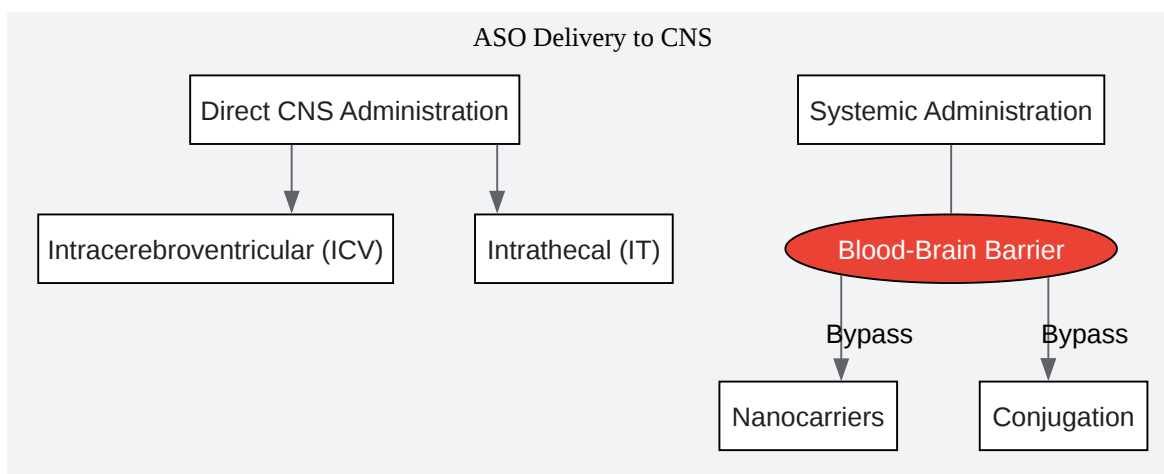 ASO Delivery to CNS
Direct CNS Administration
Systemic Administration
Intracerebroventricular (ICV)
Intrathecal (IT)
Blood-Brain Barrier
Bypass
Bypass
Nanocarriers
Conjugation